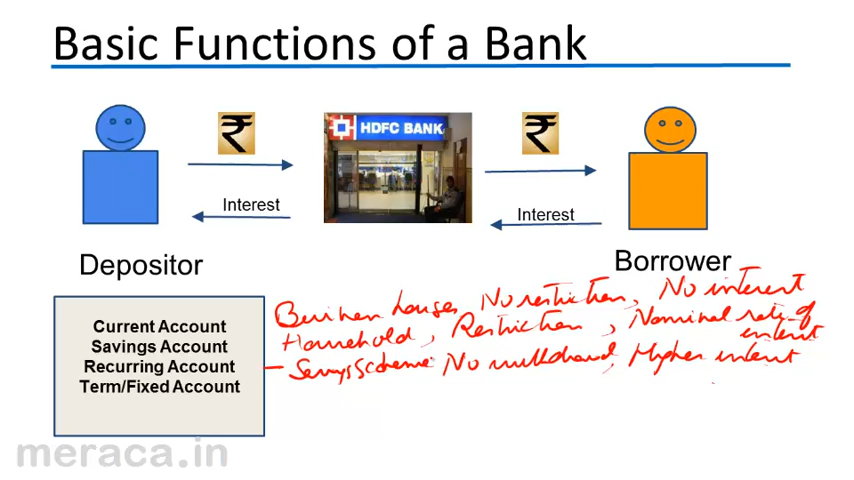 Basic Functions of a Bank
₹
HDFC BANK
₹
Interest
Interest
Depositor
Borrower
Current Account
Savings Account
Recurring Account
Term/Fixed Account
Business houses, No restriction, No interest
Household, Restriction, Nominal rate of interest
- Savings Scheme No withdrawal, Higher interest
meraca.in